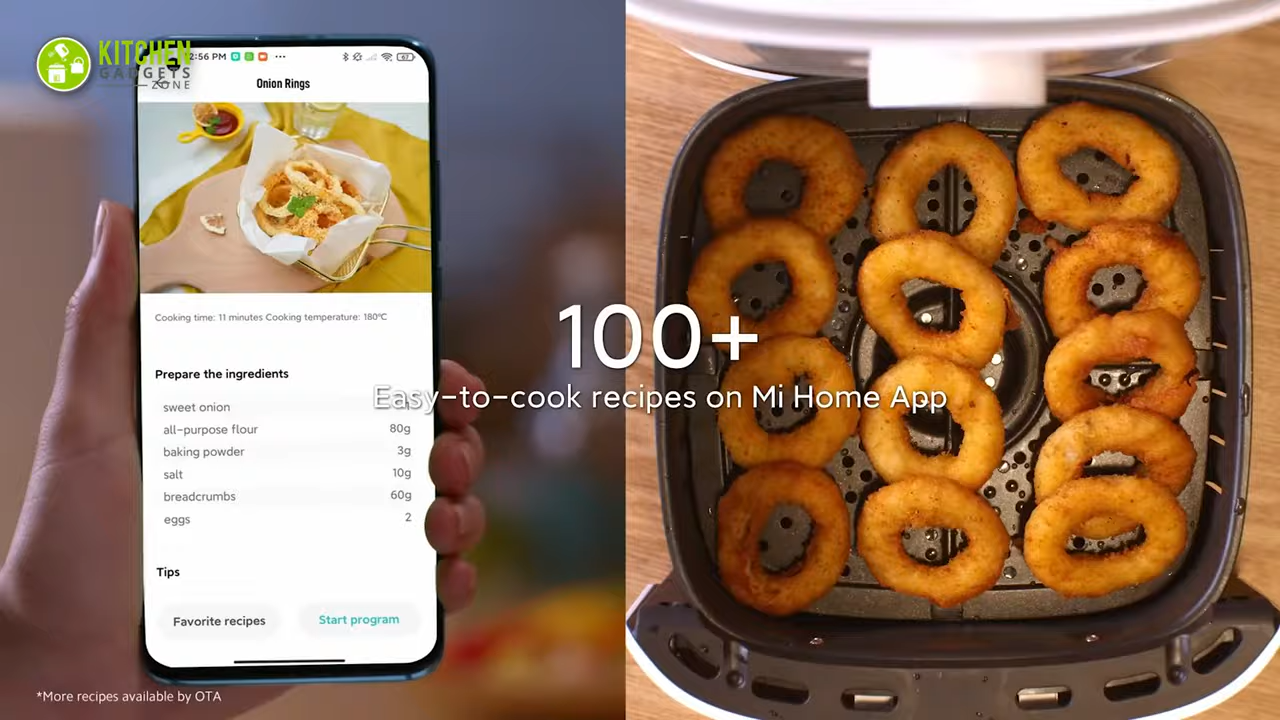 KITCHEN
GADGETS
ZONE
2:56 PM
67
Onion Rings
Cooking time: 11 minutes Cooking temperature: 180℃
Prepare the ingredients
sweet onion
all-purpose flour 80g
baking powder 3g
salt 10g
breadcrumbs 60g
eggs 2
Tips
Favorite recipes Start program
100+
Easy-to-cook recipes on Mi Home App
*More recipes available by OTA